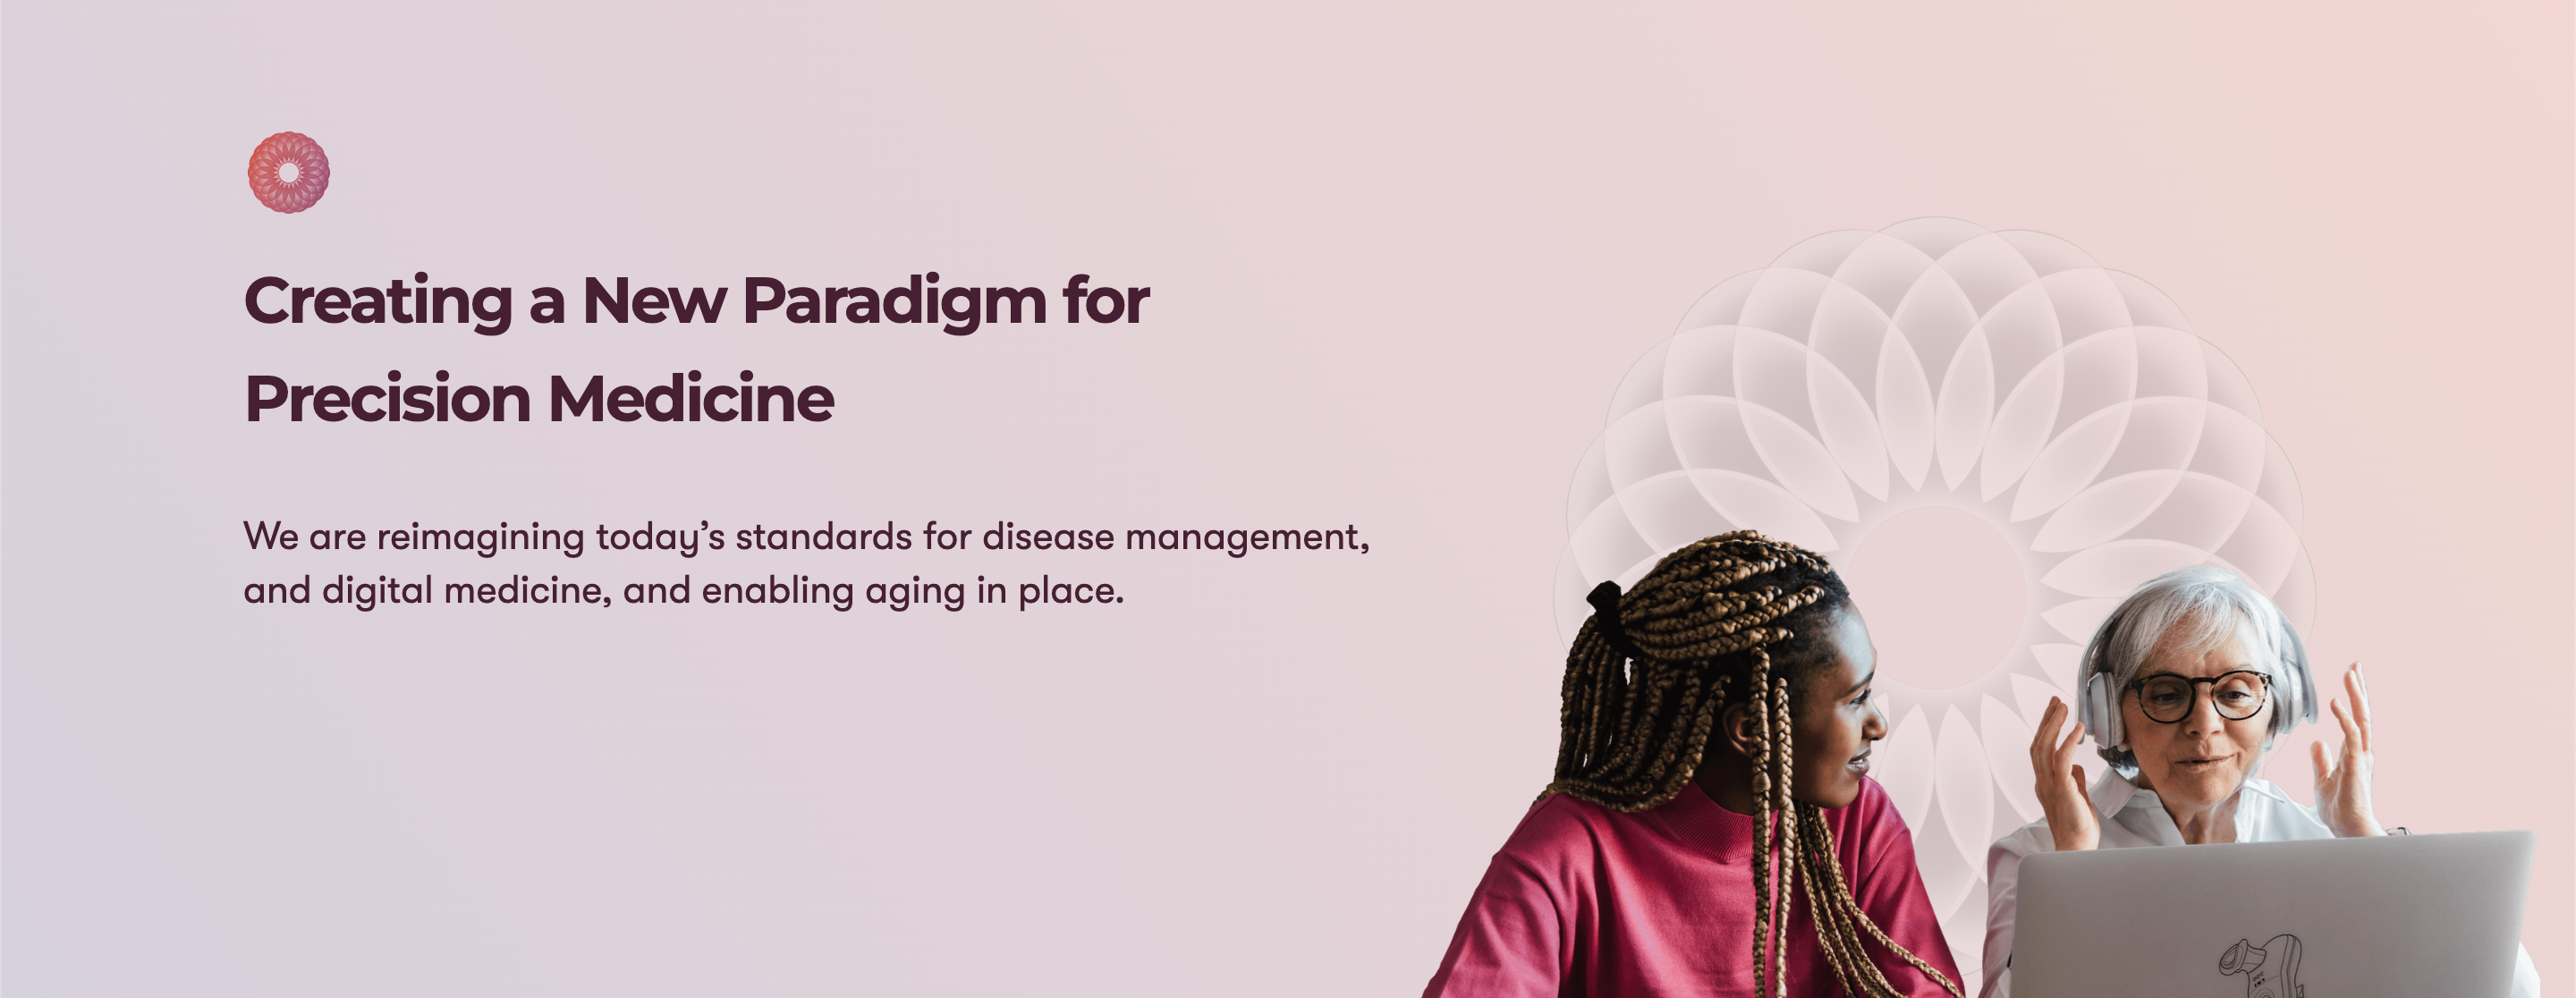 Creating a New Paradigm for
Precision Medicine
We are reimagining today’s standards for disease management,
and digital medicine, and enabling aging in place.